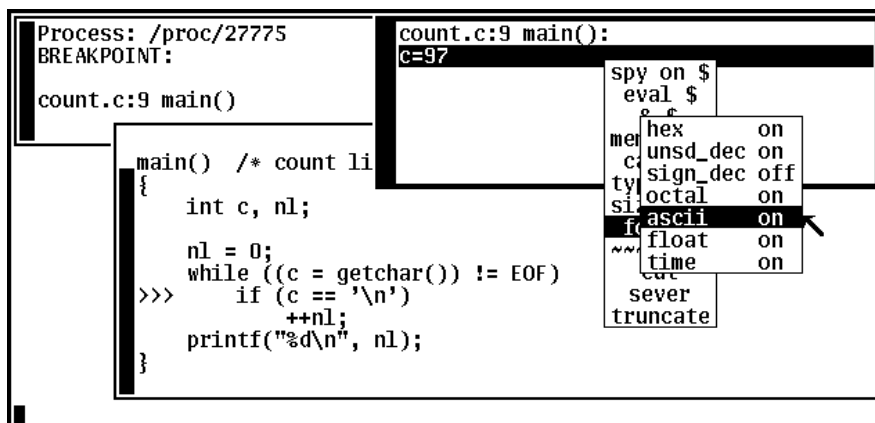 Process: /proc/27775
BREAKPOINT:
count.c:9 main()
count.c:9 main():
c=97
spy on $
eval $
& $
sever
truncate
hex on
unsd_dec on
sign_dec off
octal on
ascii on
float on
time on
main() /* count li
{
int c, nl;
nl = 0;
while ((c = getchar()) != EOF)
>>> if (c == '\n')
++nl;
printf("%d\n", nl);
}